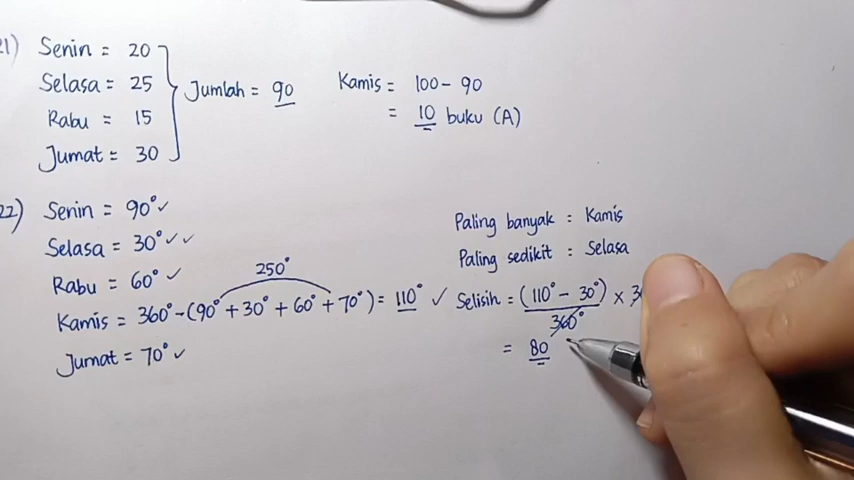 21)
Senin = 20
Selasa = 25
Rabu = 15
Jumat = 30
Jumlah = 90
Kamis = 100 - 90
= 10 buku (A)
22)
Senin = 90° ✓
Selasa = 30° ✓ ✓
Rabu = 60° ✓
250°
Kamis = 360° - (90° + 30° + 60° + 70°) = 110° ✓
Jumat = 70° ✓
Paling banyak : Kamis
Paling sedikit : Selasa
Selisih = (110° - 30°) × 3
360°
= 80